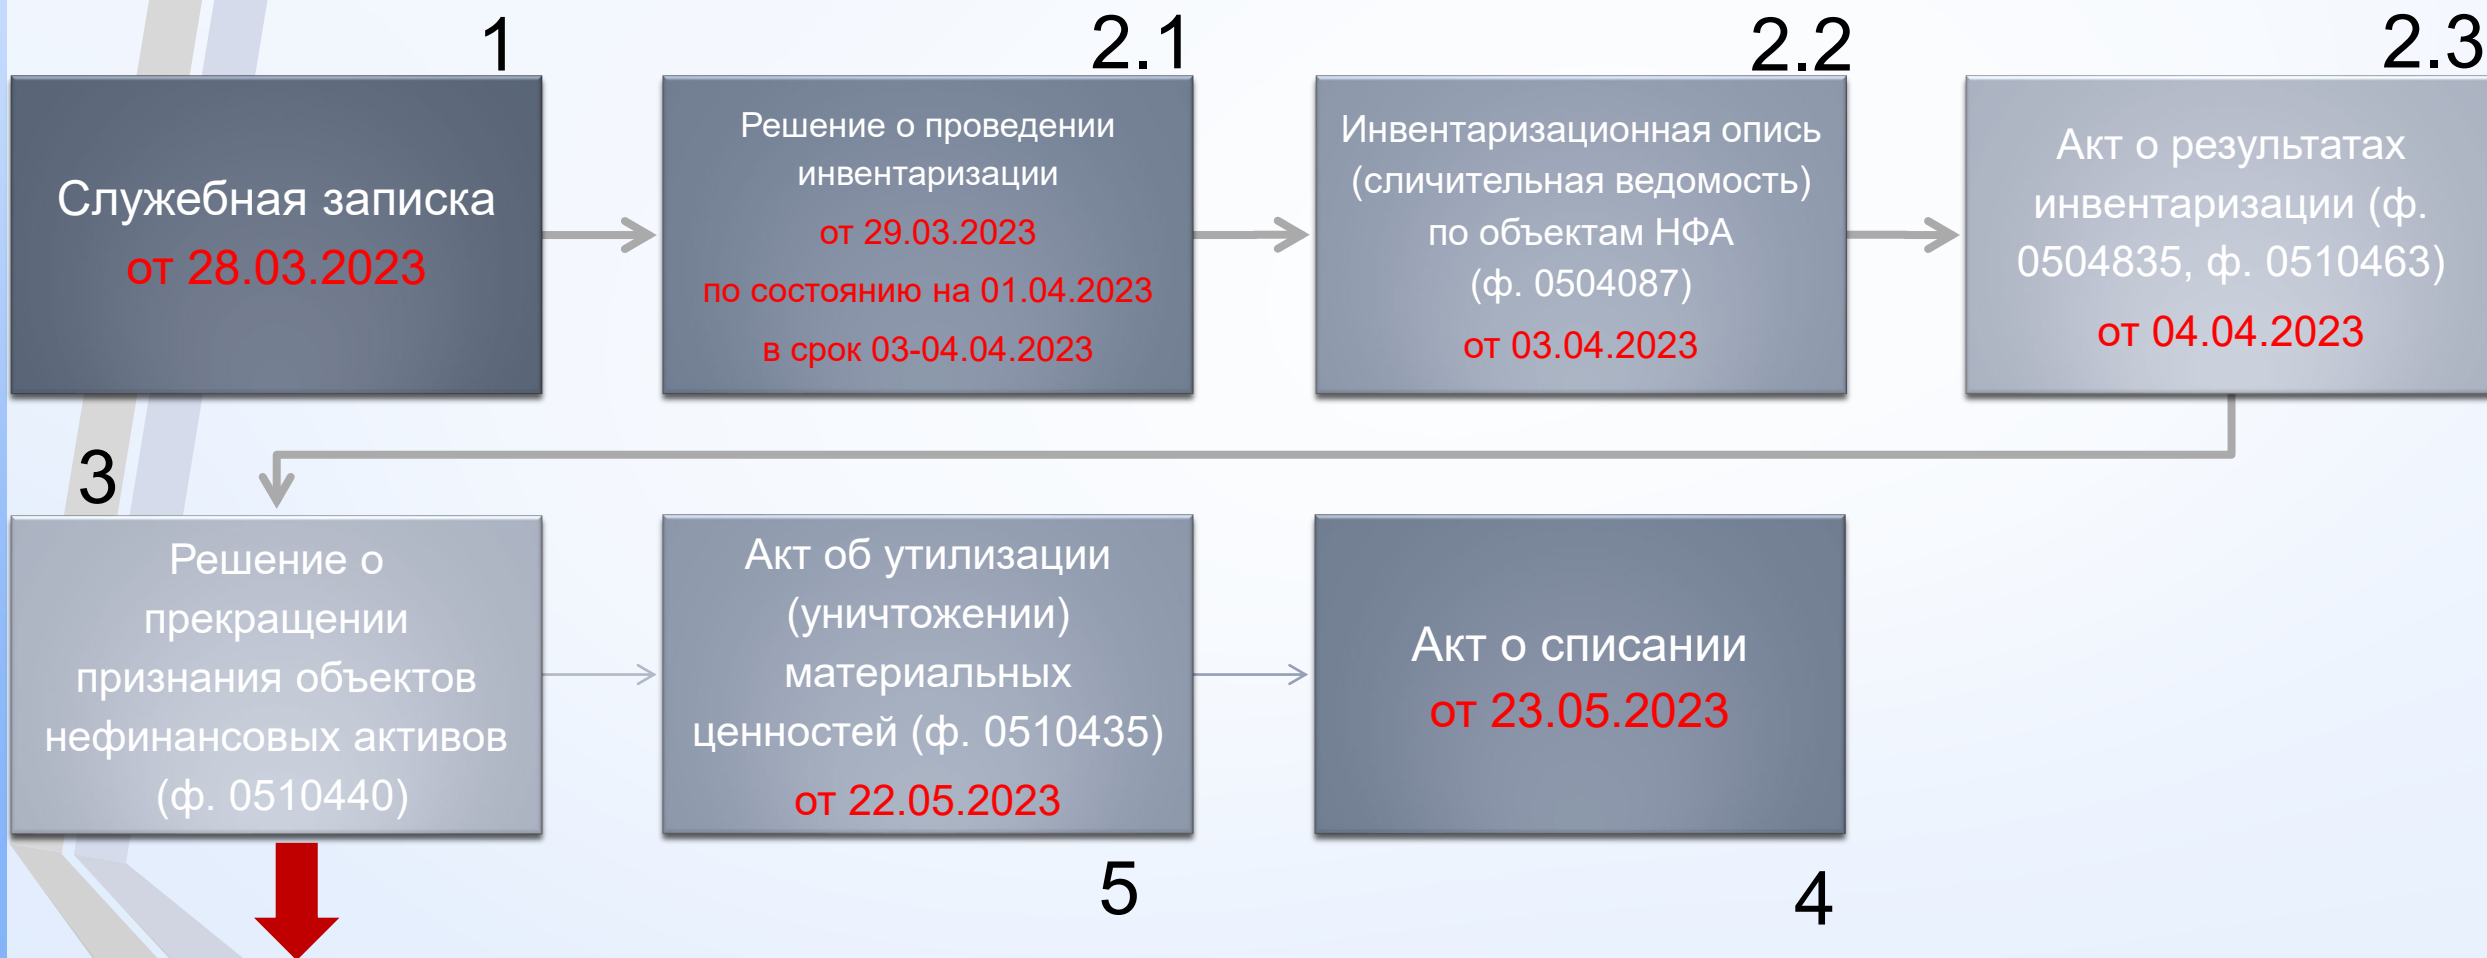 1
Служебная записка
от 28.03.2023
2.1
Решение о проведении
инвентаризации
от 29.03.2023
по состоянию на 01.04.2023
в срок 03-04.04.2023
2.2
Инвентаризационная опись
(сличительная ведомость)
по объектам НФА
(ф. 0504087)
от 03.04.2023
2.3
Акт о результатах
инвентаризации (ф.
0504835, ф. 0510463)
от 04.04.2023
3
Решение о
прекращении
признания объектов
нефинансовых активов
(ф. 0510440)
Акт об утилизации
(уничтожении)
материальных
ценностей (ф. 0510435)
от 22.05.2023
5
Акт о списании
от 23.05.2023
4